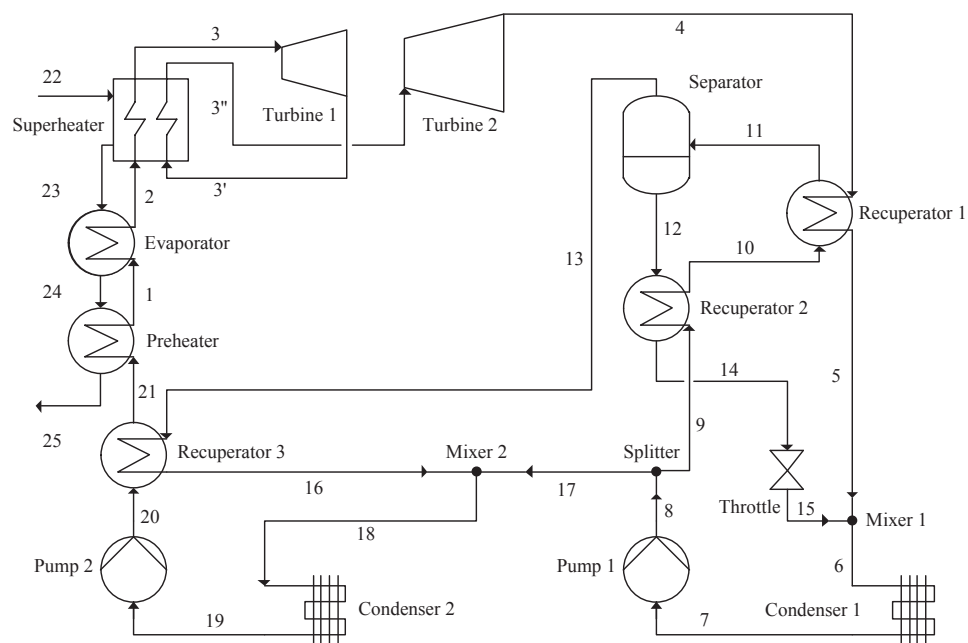 3
4
22
3"
Turbine 1
Turbine 2
Separator
Superheater
11
3'
23
2
Recuperator 1
Evaporator
12
13
10
24
1
Recuperator 2
Preheater
14
5
21
9
25
Recuperator 3
Mixer 2
Splitter
16
17
Throttle
15
Mixer 1
20
18
8
Pump 2
Pump 1
6
Condenser 2
Condenser 1
19
7